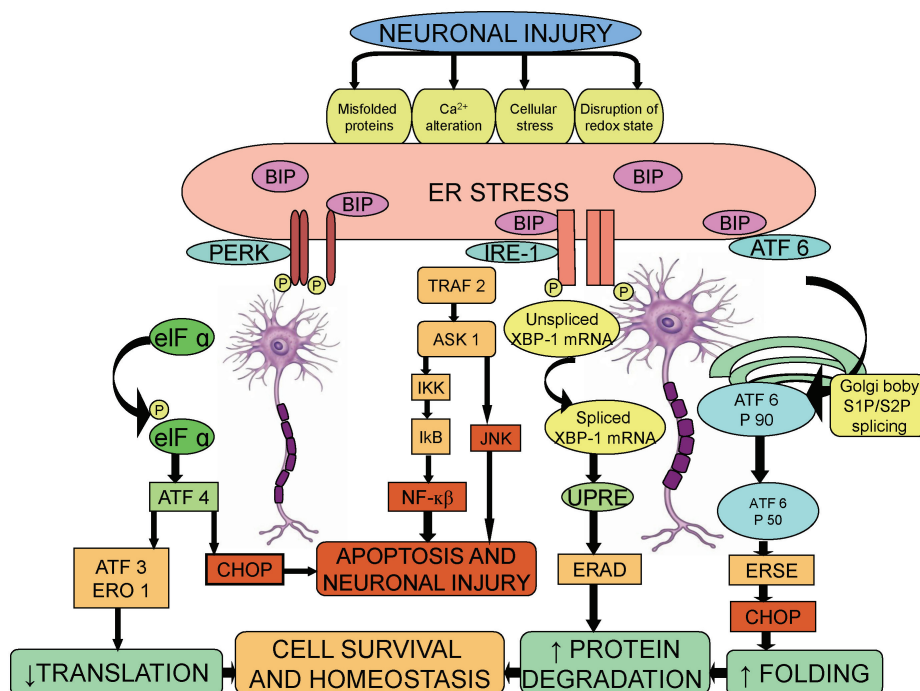 NEURONAL INJURY
Misfolded
proteins
Ca²⁺
alteration
Cellular
stress
Disruption of
redox state
BIP
BIP
ER STRESS
BIP
BIP
BIP
PERK
IRE-1
ATF 6
P
P
P
P
TRAF 2
ASK 1
IKK
IkB
JNK
NF-κβ
eIF α
P
eIF α
ATF 4
ATF 3
ERO 1
CHOP
APOPTOSIS AND
NEURONAL INJURY
Unspliced
XBP-1 mRNA
Spliced
XBP-1 mRNA
UPRE
ERAD
Golgi boby
S1P/S2P
splicing
ATF 6
P 90
ATF 6
P 50
ERSE
CHOP
↓TRANSLATION
CELL SURVIVAL
AND HOMEOSTASIS
↑ PROTEIN
DEGRADATION
↑ FOLDING